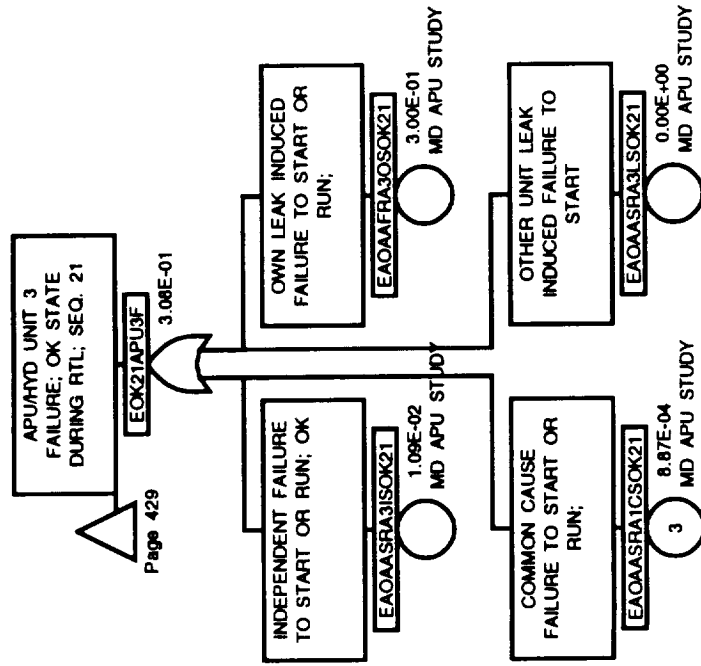 APU/HYD UNIT 3
FAILURE; OK STATE
DURING RTL; SEQ. 21
EOK21APU3F
3.08E-01
Page 429
INDEPENDENT FAILURE
TO START OR RUN; OK
EAOAASRA3ISOK21
1.09E-02
MD APU STUDY
OWN LEAK INDUCED
FAILURE TO START OR
RUN;
EAOAAFRA3OSOK21
3.00E-01
MD APU STUDY
COMMON CAUSE
FAILURE TO START OR
RUN;
EAOAASRA1CSOK21
3
8.87E-04
MD APU STUDY
OTHER UNIT LEAK
INDUCED FAILURE TO
START
EAOAASRA3LSOK21
0.00E+00
MD APU STUDY